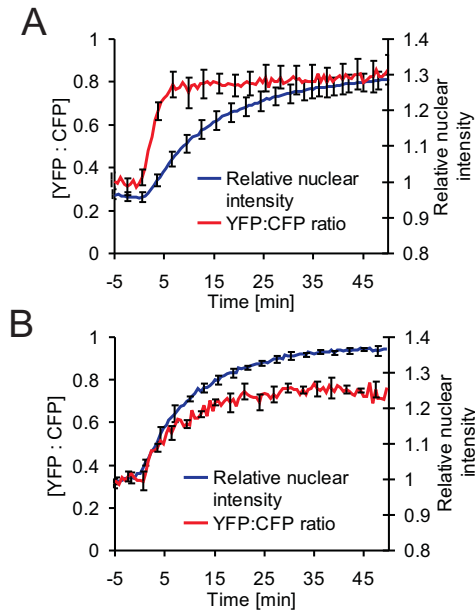 A
1
0.8
0.6
0.4
0.2
0
[YFP : CFP]
1.4
1.3
1.2
1.1
1
0.9
0.8
Relative nuclear
intensity
Relative nuclear
intensity
YFP:CFP ratio
-5 5 15 25 35 45
Time [min]
B
1
0.8
0.6
0.4
0.2
0
[YFP : CFP]
1.4
1.3
1.2
1.1
1
0.9
0.8
Relative nuclear
intensity
Relative nuclear
intensity
YFP:CFP ratio
-5 5 15 25 35 45
Time [min]